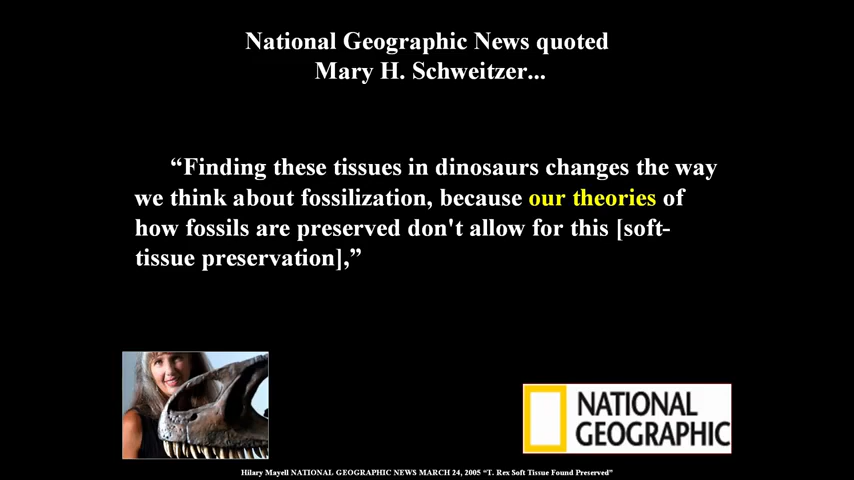 National Geographic News quoted
Mary H. Schweitzer...
“Finding these tissues in dinosaurs changes the way
we think about fossilization, because our theories of
how fossils are preserved don't allow for this [soft-
tissue preservation],”
NATIONAL
GEOGRAPHIC
Hilary Mayell NATIONAL GEOGRAPHIC NEWS MARCH 24, 2005 “T. Rex Soft Tissue Found Preserved”